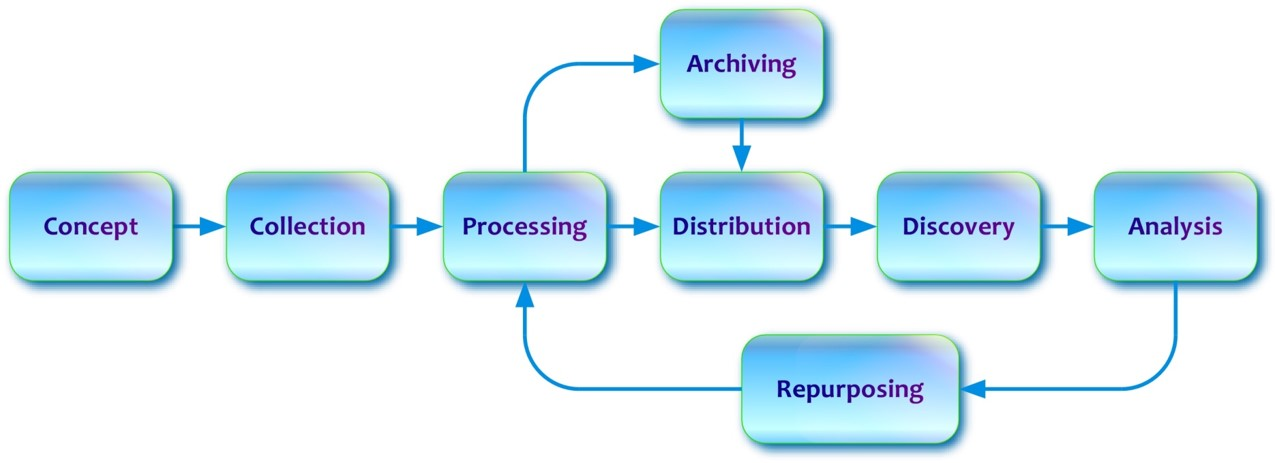 Archiving
Concept
Collection
Processing
Distribution
Discovery
Analysis
Repurposing